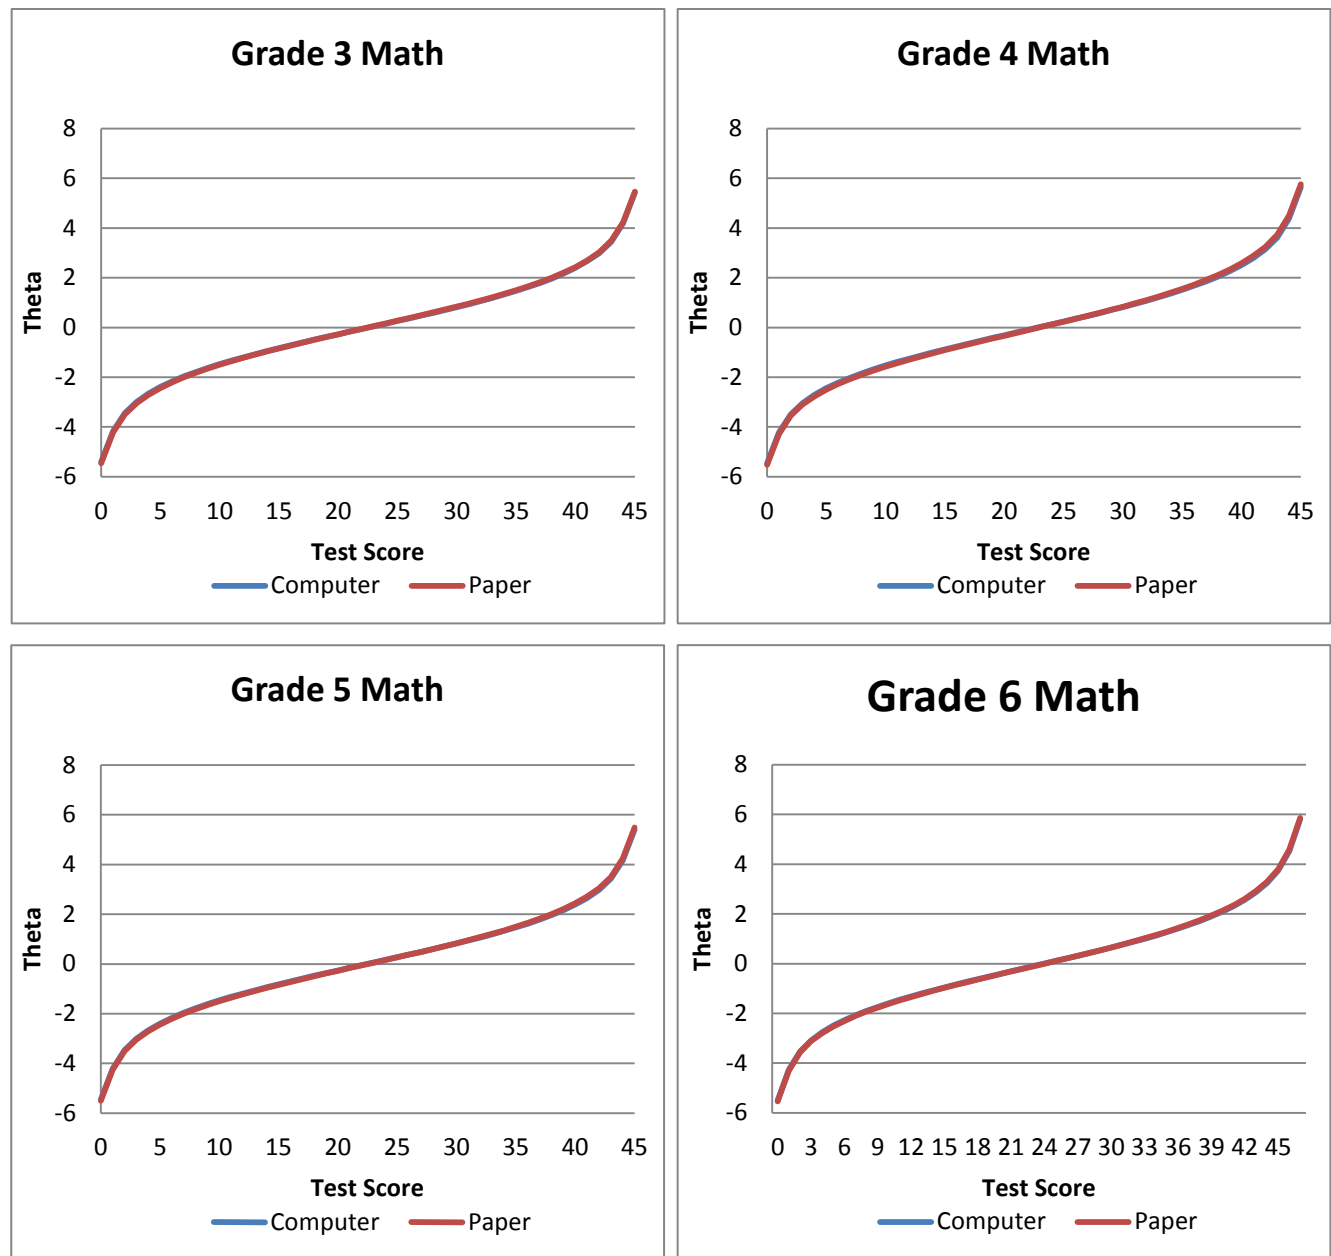 Grade 3 Math
8
6
4
2
0
-2
-4
-6
Theta
0 5 10 15 20 25 30 35 40 45
Test Score
Computer Paper
Grade 4 Math
8
6
4
2
0
-2
-4
-6
Theta
0 5 10 15 20 25 30 35 40 45
Test Score
Computer Paper
Grade 5 Math
8
6
4
2
0
-2
-4
-6
Theta
0 5 10 15 20 25 30 35 40 45
Test Score
Computer Paper
Grade 6 Math
8
6
4
2
0
-2
-4
-6
Theta
0 3 6 9 12 15 18 21 24 27 30 33 36 39 42 45
Test Score
Computer Paper